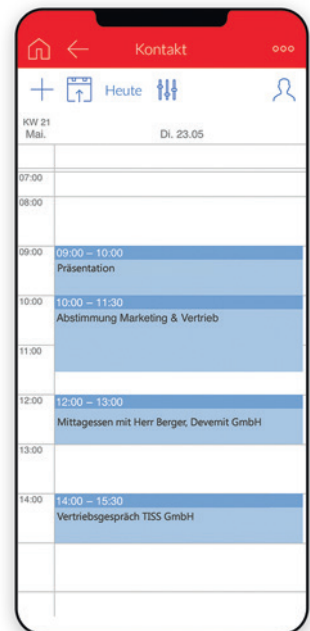 Kontakt
Heute
KW 21
Mai.
Di. 23.05
07:00
08:00
09:00
09:00 – 10:00
Präsentation
10:00
10:00 – 11:30
Abstimmung Marketing & Vertrieb
11:00
12:00
12:00 – 13:00
Mittagessen mit Herr Berger, Devernit GmbH
13:00
14:00
14:00 – 15:30
Vertriebsgespräch TISS GmbH